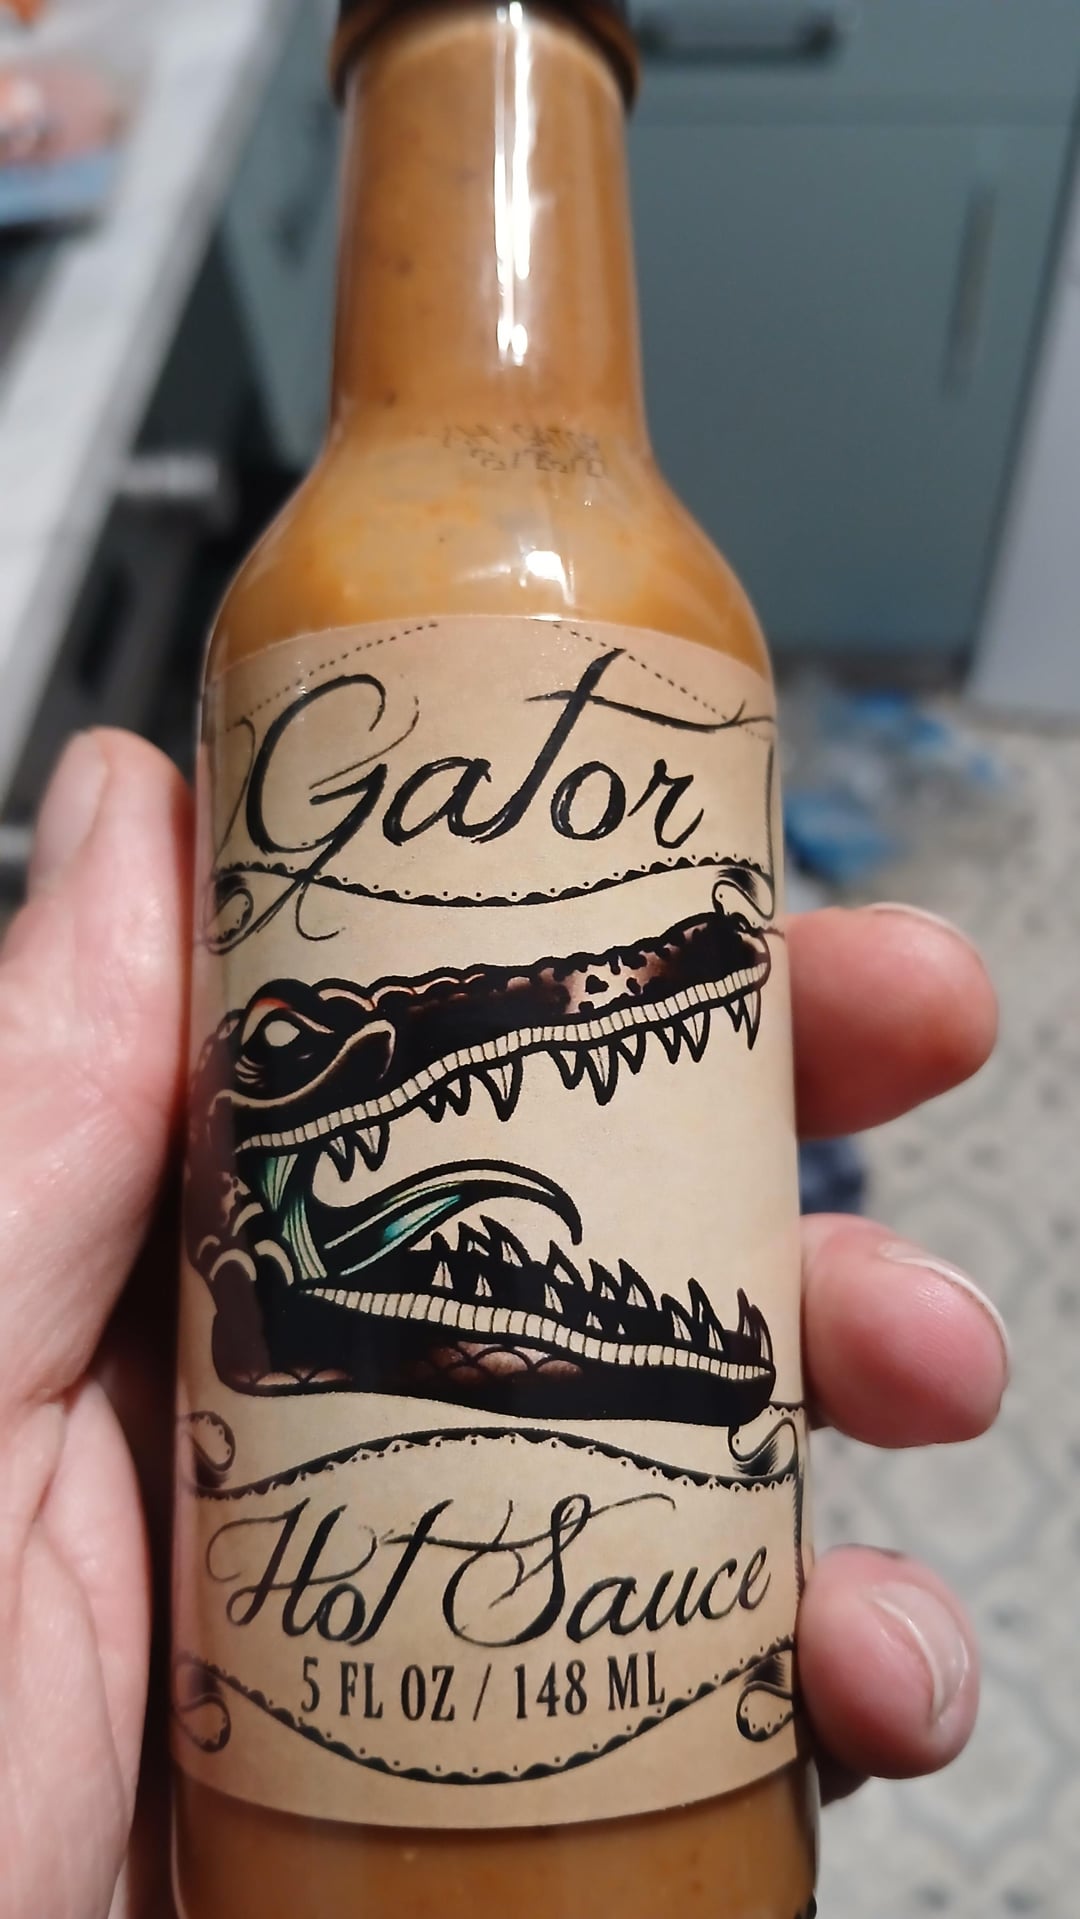 Gator
Hot Sauce
5 FL OZ / 148 ML